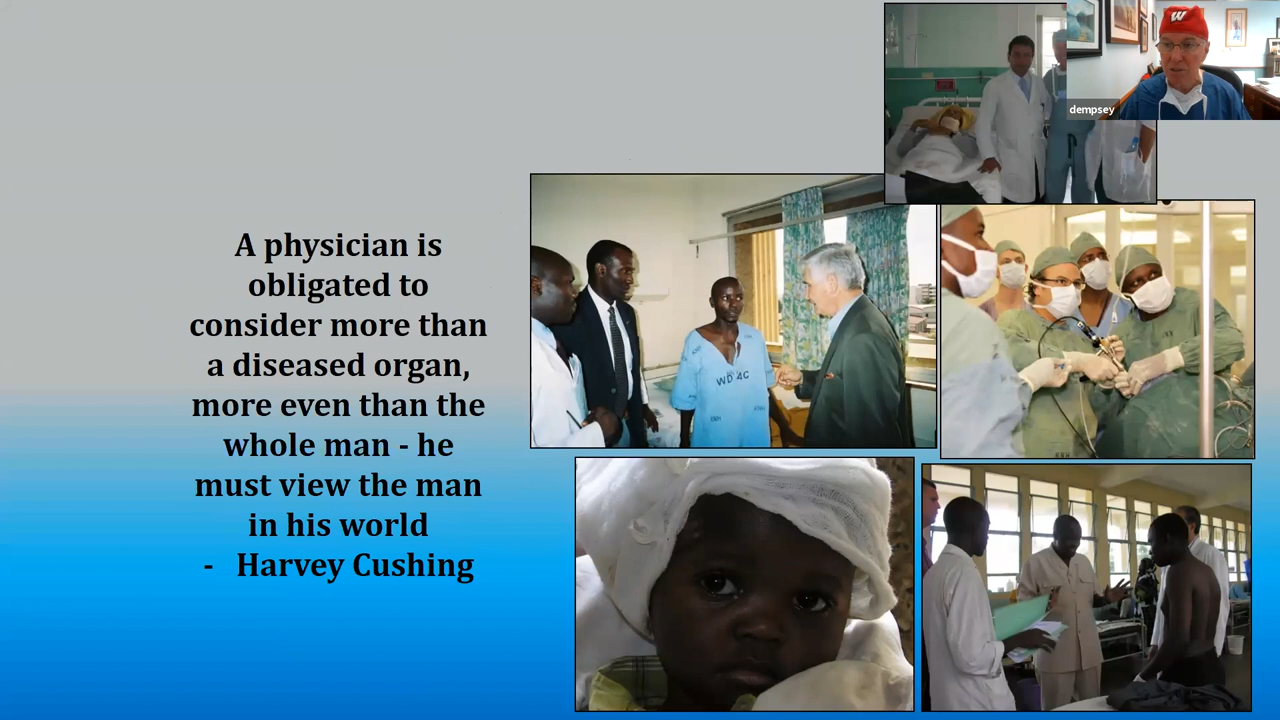 A physician is
obligated to
consider more than
a diseased organ,
more even than the
whole man - he
must view the man
in his world
- Harvey Cushing
W
dempsey
WD 4C